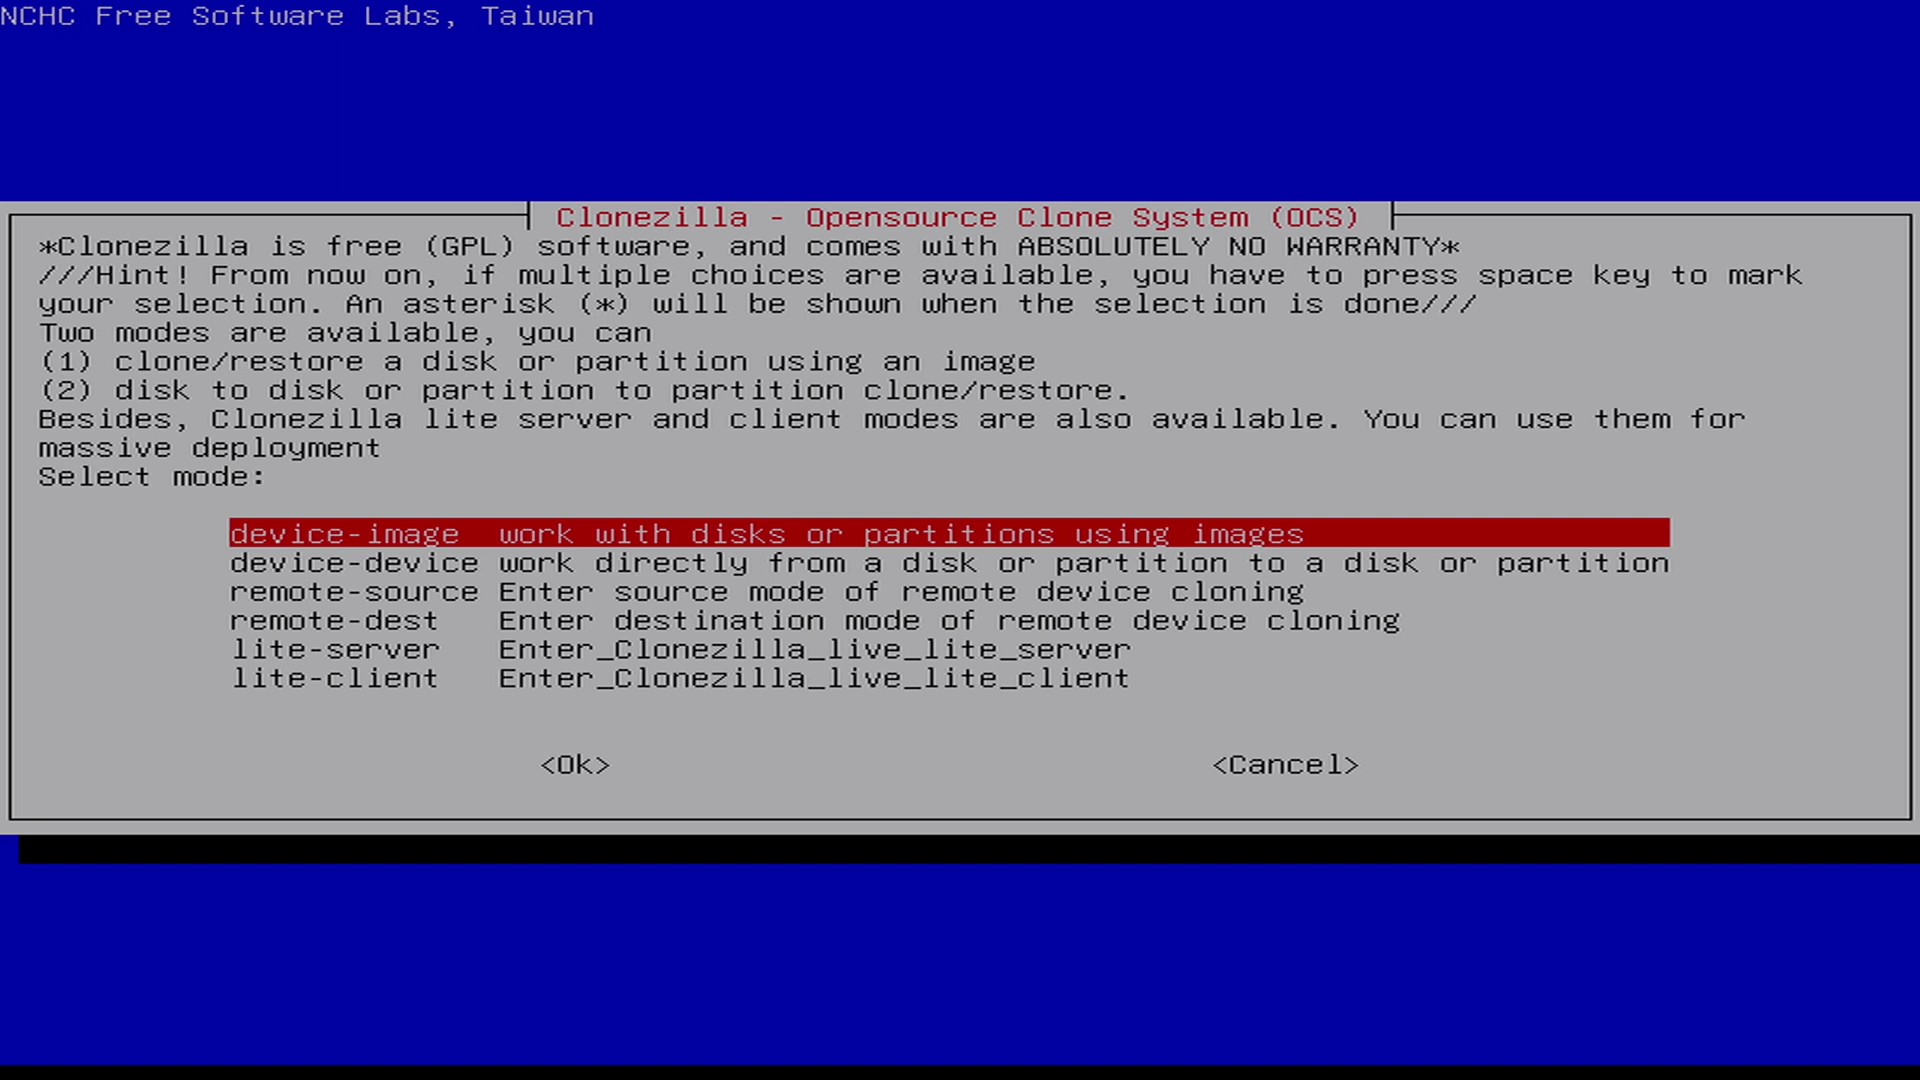 NCHC Free Software Labs, Taiwan
Clonezilla - Opensource Clone System (OCS)
*Clonezilla is free (GPL) software, and comes with ABSOLUTELY NO WARRANTY*
///Hint! From now on, if multiple choices are available, you have to press space key to mark
your selection. An asterisk (*) will be shown when the selection is done///
Two modes are available, you can
(1) clone/restore a disk or partition using an image
(2) disk to disk or partition to partition clone/restore.
Besides, Clonezilla lite server and client modes are also available. You can use them for
massive deployment
Select mode:
device-image work with disks or partitions using images
device-device work directly from a disk or partition to a disk or partition
remote-source Enter source mode of remote device cloning
remote-dest Enter destination mode of remote device cloning
lite-server Enter_Clonezilla_live_lite_server
lite-client Enter_Clonezilla_live_lite_client
<Ok> <Cancel>